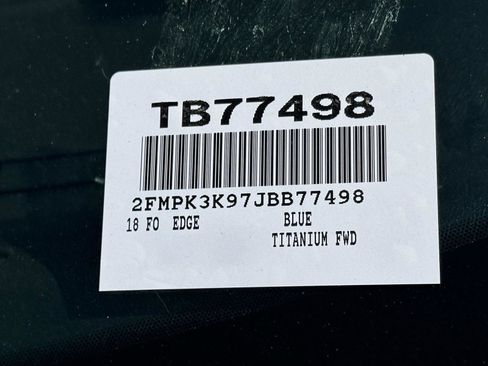 TB77498
2FMPK3K97JBB77498
18 FO EDGE BLUE
TITANIUM FWD